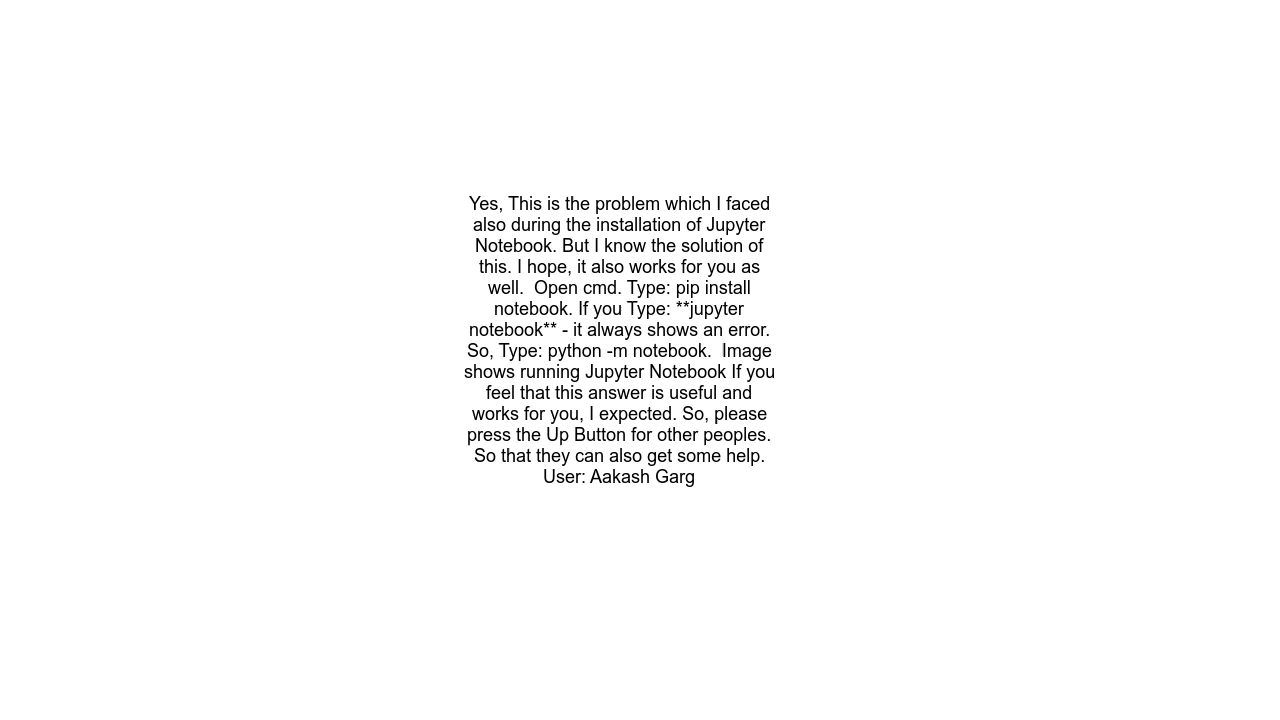 Yes, This is the problem which I faced
also during the installation of Jupyter
Notebook. But I know the solution of
this. I hope, it also works for you as
well.  Open cmd. Type: pip install
notebook. If you Type: **jupyter
notebook** - it always shows an error.
So, Type: python -m notebook.  Image
shows running Jupyter Notebook If you
feel that this answer is useful and
works for you, I expected. So, please
press the Up Button for other peoples.
So that they can also get some help.
User: Aakash Garg